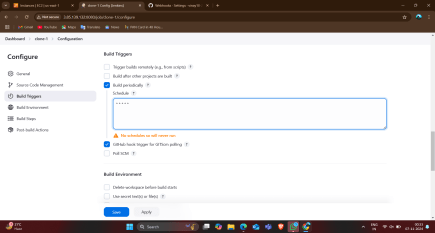 Dashboard > client-1 > Configuration
Configure
General
Source Code Management
Build Triggers
Build Environment
Build Steps
Post-build Actions
Build Triggers
Trigger builds remotely (e.g., from scripts) ?
Build after other projects are built ?
Build periodically ?
Schedule ?
* * * * *
No schedules so will never run
GitHub hook trigger for GITScm polling ?
Poll SCM ?
Build Environment
Delete workspace before build starts
Use secret text(s) or file(s) ?
Save
Apply
Search